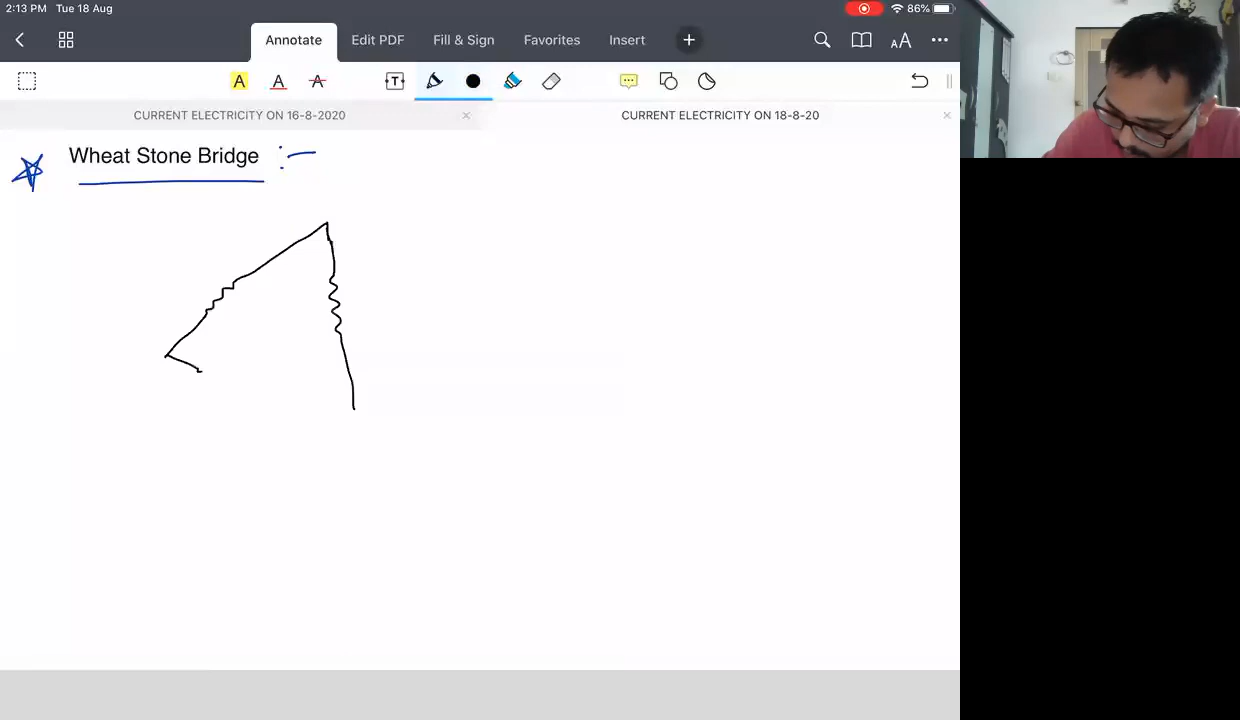 2:13 PM Tue 18 Aug 86%
Annotate Edit PDF Fill & Sign Favorites Insert
A A A T AA
CURRENT ELECTRICITY ON 16-8-2020 CURRENT ELECTRICITY ON 18-8-20
Wheat Stone Bridge :-